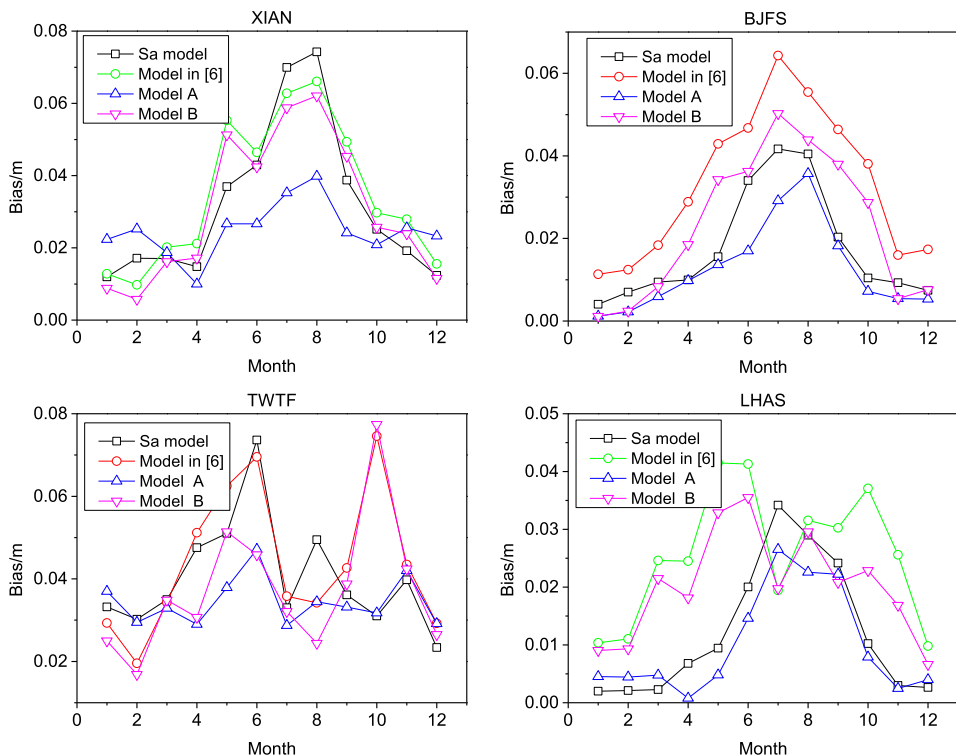 XIAN
0.08
0.06
0.04
0.02
0.00
Bias/m
Sa model
Model in [6]
Model A
Model B
0 2 4 6 8 10 12
Month
BJFS
0.06
0.04
0.02
0.00
Bias/m
Sa model
Model in [6]
Model A
Model B
0 2 4 6 8 10 12
Month
TWTF
0.08
0.06
0.04
0.02
Bias/m
Sa model
Model in [6]
Model A
Model B
0 2 4 6 8 10 12
Month
LHAS
0.05
0.04
0.03
0.02
0.01
0.00
Bias/m
Sa model
Model in [6]
Model A
Model B
0 2 4 6 8 10 12
Month